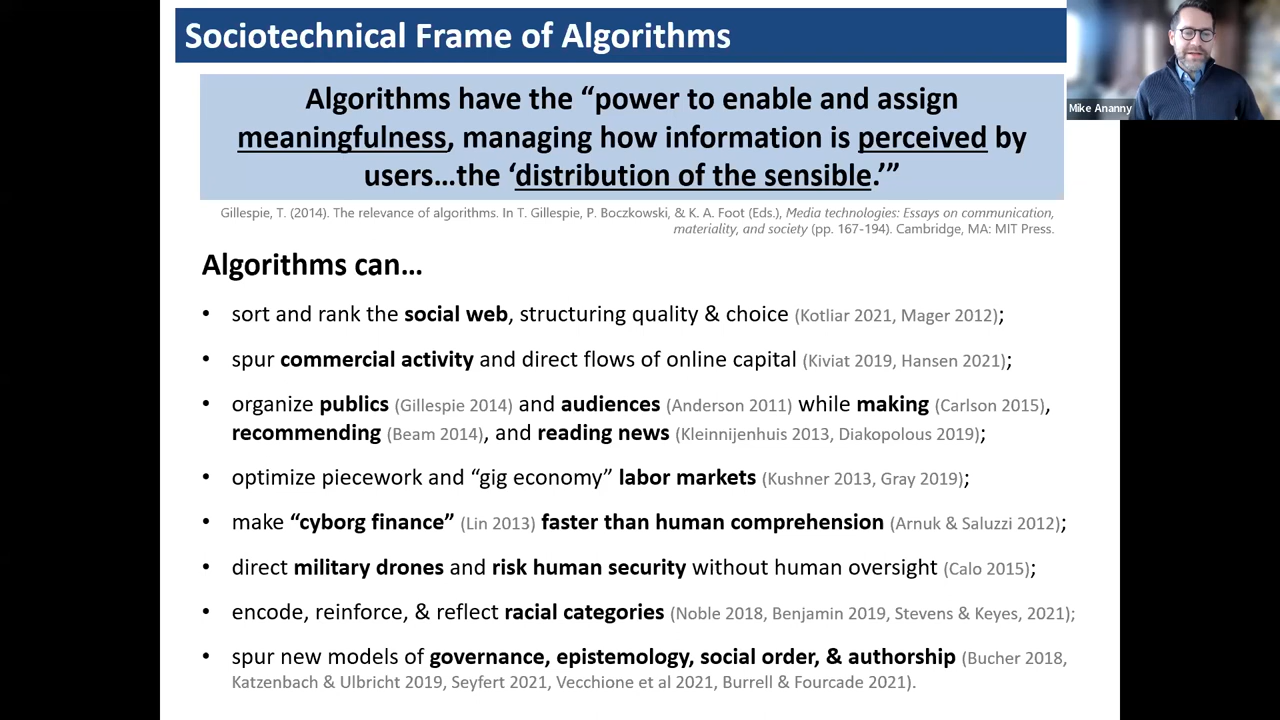 Sociotechnical Frame of Algorithms
Mike Ananny
Algorithms have the “power to enable and assign
meaningfulness, managing how information is perceived by
users…the ‘distribution of the sensible.’”
Gillespie, T. (2014). The relevance of algorithms. In T. Gillespie, P. Boczkowski, & K. A. Foot (Eds.), Media technologies: Essays on communication,
materiality, and society (pp. 167-194). Cambridge, MA: MIT Press.
Algorithms can…
• sort and rank the social web, structuring quality & choice (Kotliar 2021, Mager 2012);
• spur commercial activity and direct flows of online capital (Kiviat 2019, Hansen 2021);
• organize publics (Gillespie 2014) and audiences (Anderson 2011) while making (Carlson 2015),
recommending (Beam 2014), and reading news (Kleinnijenhuis 2013, Diakopolous 2019);
• optimize piecework and “gig economy” labor markets (Kushner 2013, Gray 2019);
• make “cyborg finance” (Lin 2013) faster than human comprehension (Arnuk & Saluzzi 2012);
• direct military drones and risk human security without human oversight (Calo 2015);
• encode, reinforce, & reflect racial categories (Noble 2018, Benjamin 2019, Stevens & Keyes, 2021);
• spur new models of governance, epistemology, social order, & authorship (Bucher 2018,
Katzenbach & Ulbricht 2019, Seyfert 2021, Vecchione et al 2021, Burrell & Fourcade 2021).